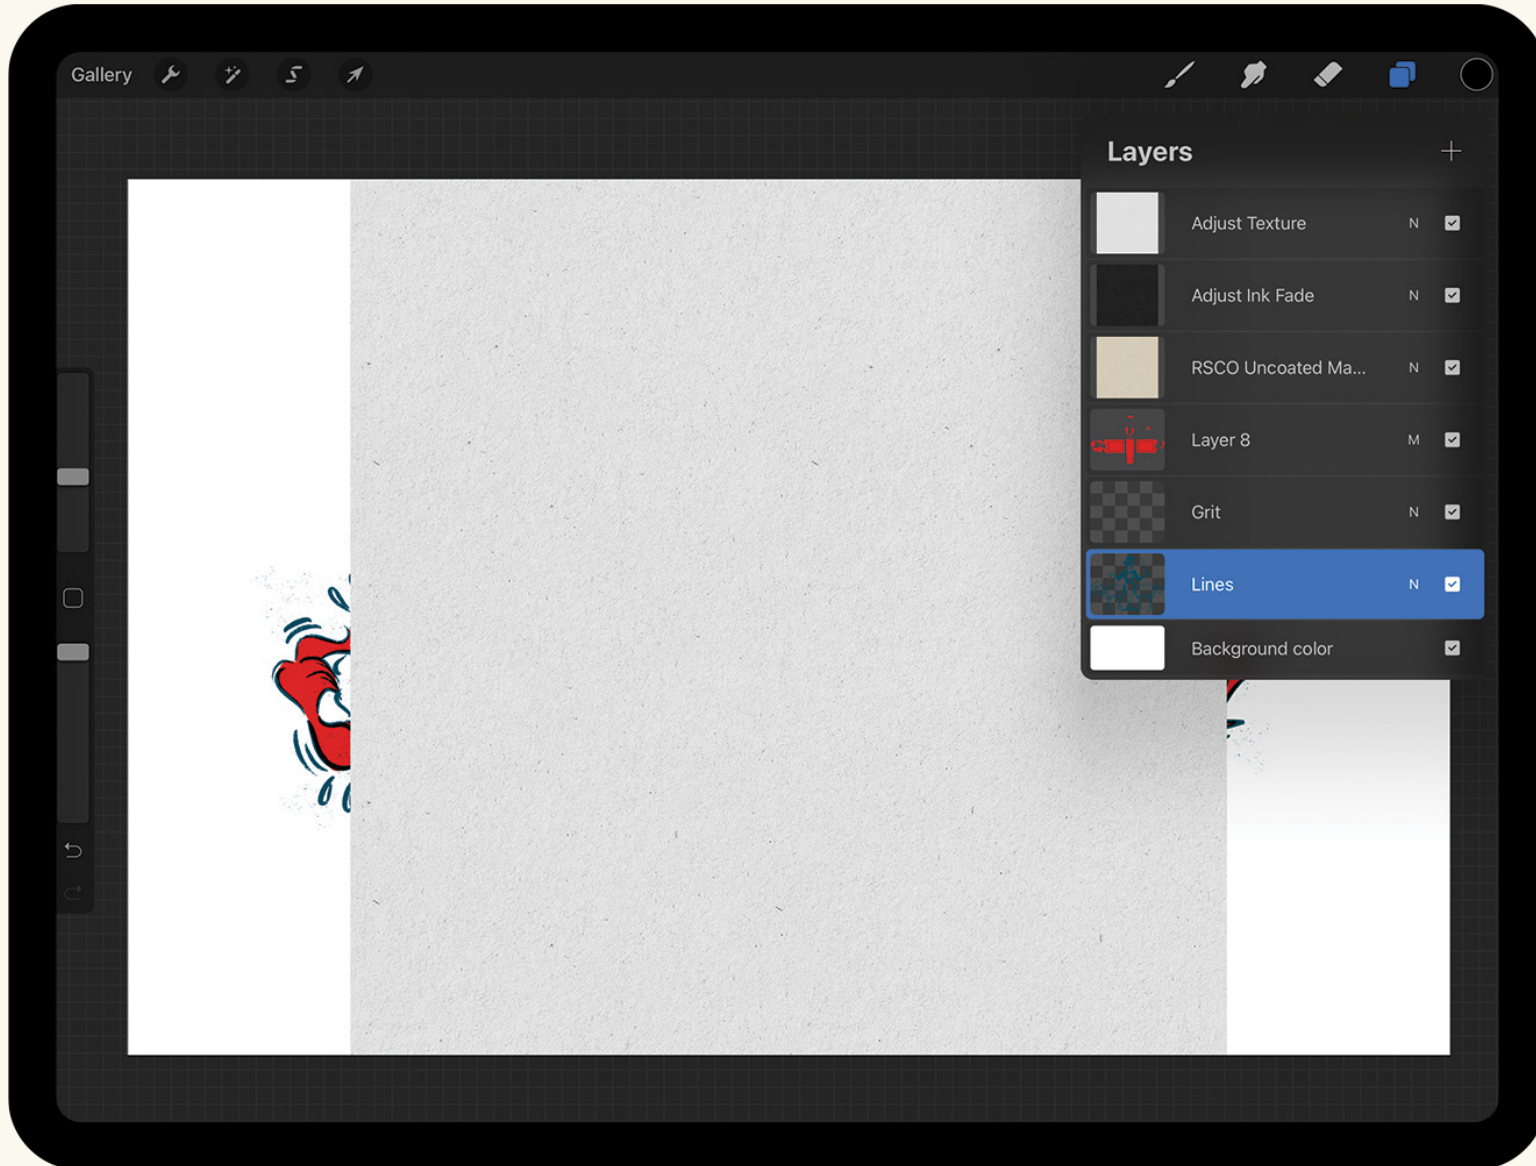 Gallery
Layers
Adjust Texture N
Adjust Ink Fade N
RSCO Uncoated Ma... N
Layer 8 M
Grit N
Lines N
Background color